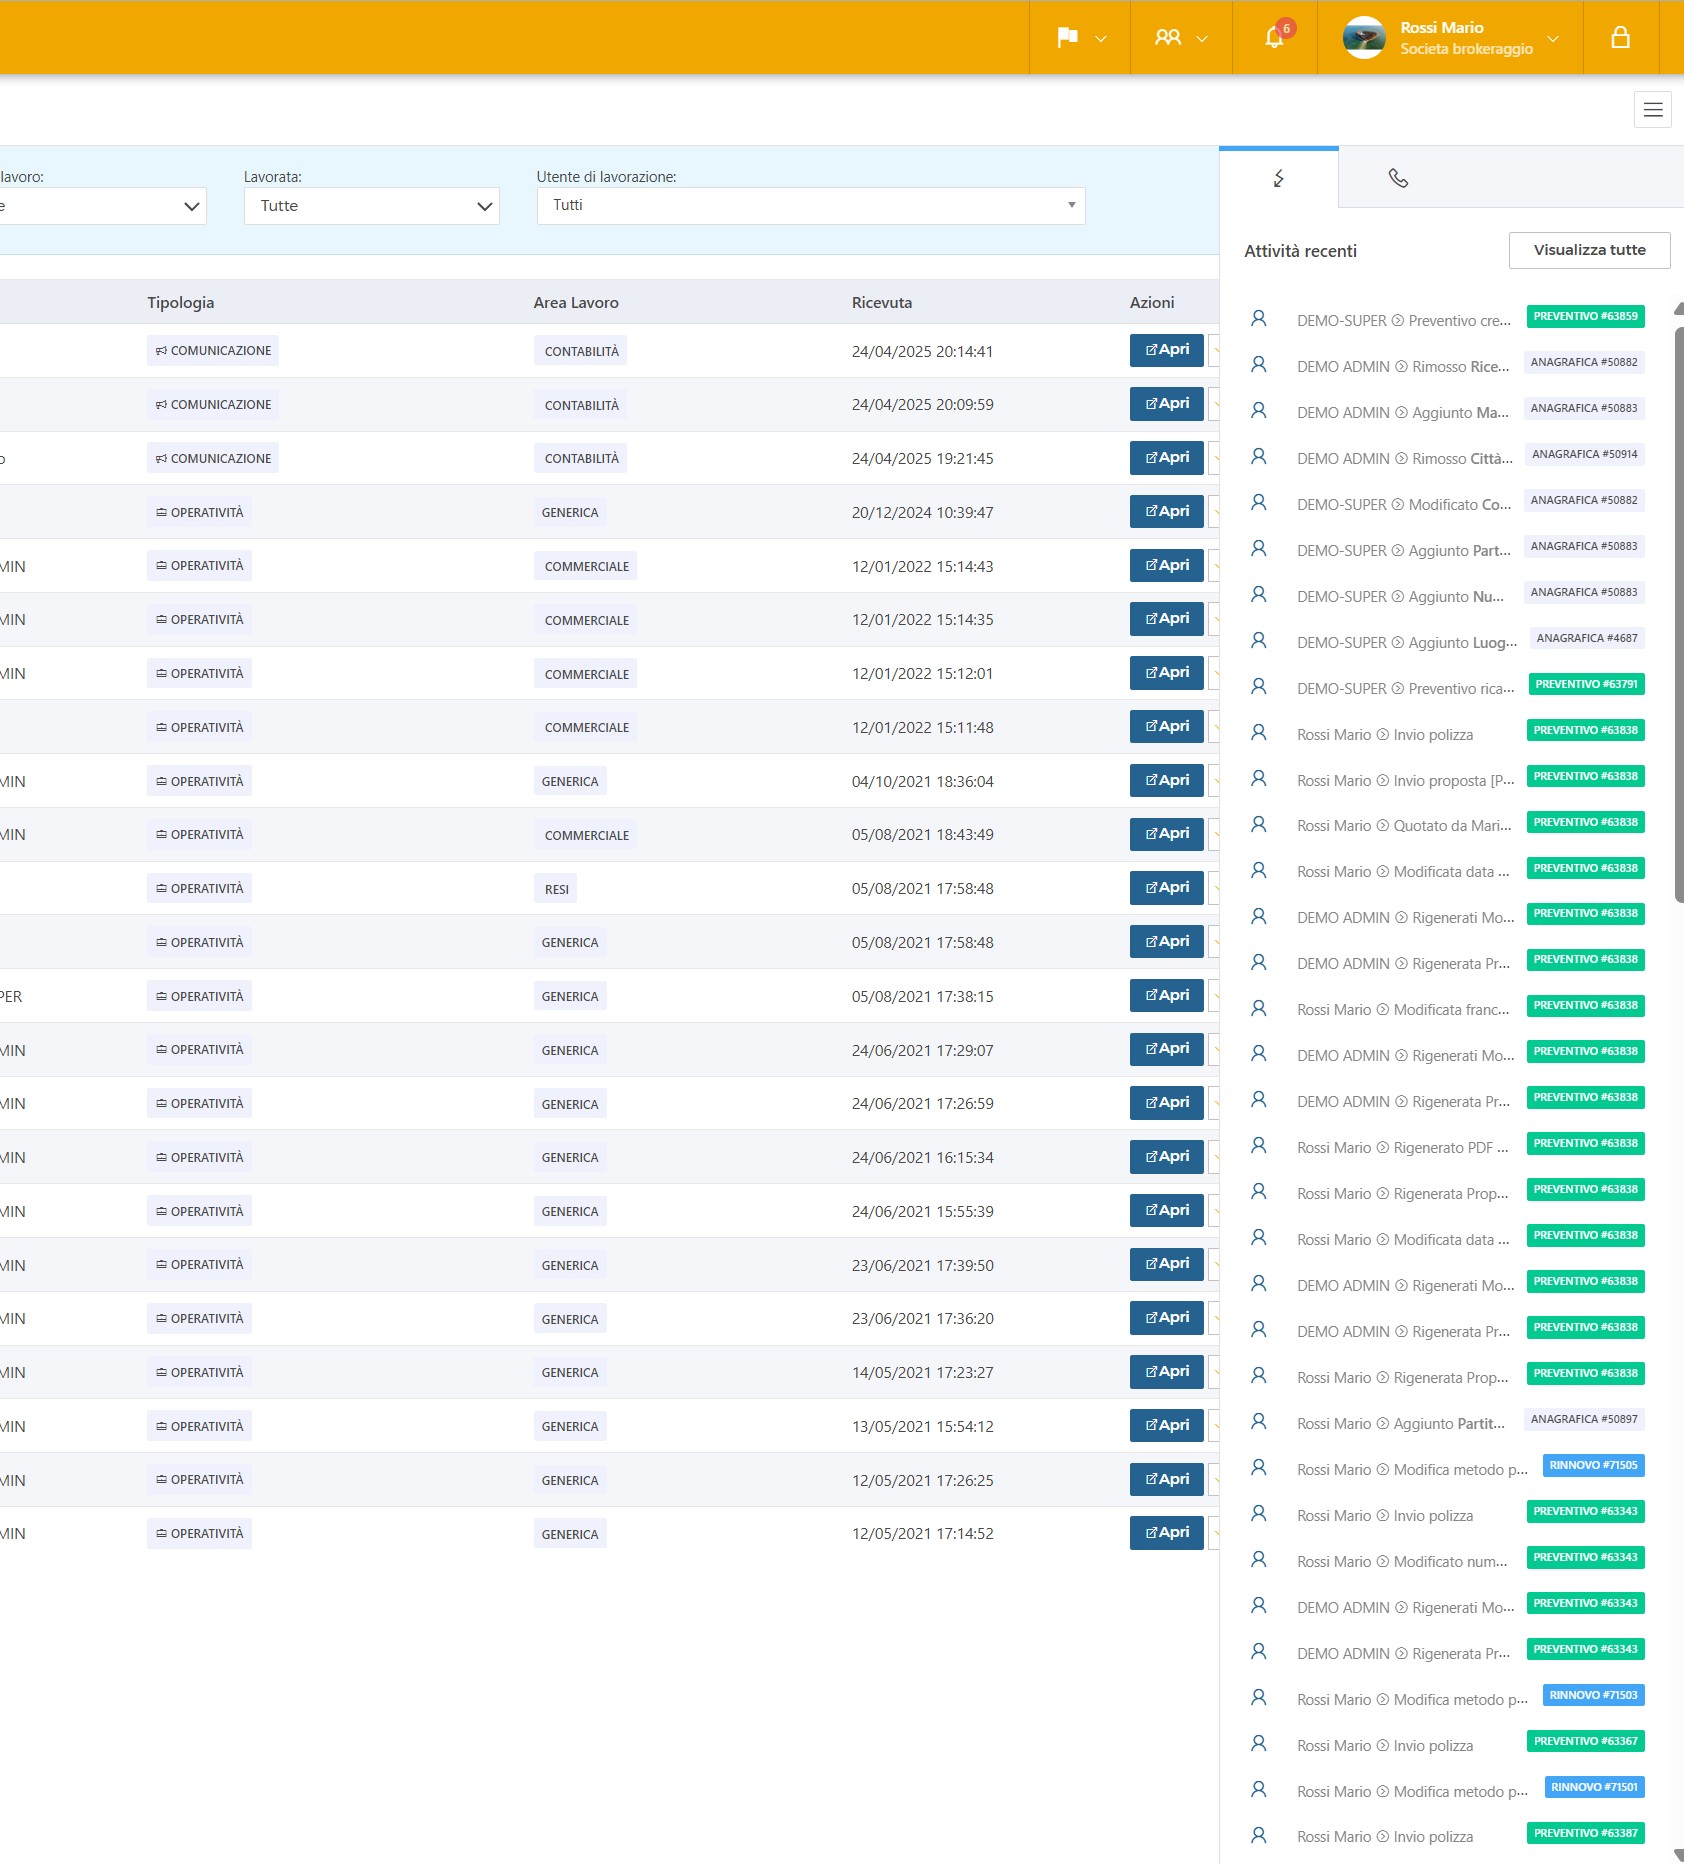 6
Rossi Mario
Societa brokeraggio
lavoro:
Lavorata:
Utente di lavorazione:
e
Tutte
Tutti
Attività recenti
Visualizza tutte
Tipologia Area Lavoro Ricevuta Azioni
COMUNICAZIONE CONTABILITÀ 24/04/2025 20:14:41 Apri
COMUNICAZIONE CONTABILITÀ 24/04/2025 20:09:59 Apri
o COMUNICAZIONE CONTABILITÀ 24/04/2025 19:21:45 Apri
OPERATIVITÀ GENERICA 20/12/2024 10:39:47 Apri
MIN OPERATIVITÀ COMMERCIALE 12/01/2022 15:14:43 Apri
MIN OPERATIVITÀ COMMERCIALE 12/01/2022 15:14:35 Apri
MIN OPERATIVITÀ COMMERCIALE 12/01/2022 15:12:01 Apri
OPERATIVITÀ COMMERCIALE 12/01/2022 15:11:48 Apri
MIN OPERATIVITÀ GENERICA 04/10/2021 18:36:04 Apri
MIN OPERATIVITÀ COMMERCIALE 05/08/2021 18:43:49 Apri
OPERATIVITÀ RESI 05/08/2021 17:58:48 Apri
OPERATIVITÀ GENERICA 05/08/2021 17:58:48 Apri
PER OPERATIVITÀ GENERICA 05/08/2021 17:38:15 Apri
MIN OPERATIVITÀ GENERICA 24/06/2021 17:29:07 Apri
MIN OPERATIVITÀ GENERICA 24/06/2021 17:26:59 Apri
MIN OPERATIVITÀ GENERICA 24/06/2021 16:15:34 Apri
MIN OPERATIVITÀ GENERICA 24/06/2021 15:55:39 Apri
MIN OPERATIVITÀ GENERICA 23/06/2021 17:39:50 Apri
MIN OPERATIVITÀ GENERICA 23/06/2021 17:36:20 Apri
MIN OPERATIVITÀ GENERICA 14/05/2021 17:23:27 Apri
MIN OPERATIVITÀ GENERICA 13/05/2021 15:54:12 Apri
MIN OPERATIVITÀ GENERICA 12/05/2021 17:26:25 Apri
MIN OPERATIVITÀ GENERICA 12/05/2021 17:14:52 Apri
DEMO-SUPER Preventivo cre... PREVENTIVO #63859
DEMO ADMIN Rimosso Rice... ANAGRAFICA #50882
DEMO ADMIN Aggiunto Ma... ANAGRAFICA #50883
DEMO ADMIN Rimosso Città... ANAGRAFICA #50914
DEMO-SUPER Modificato Co... ANAGRAFICA #50882
DEMO-SUPER Aggiunto Part... ANAGRAFICA #50883
DEMO-SUPER Aggiunto Nu... ANAGRAFICA #50883
DEMO-SUPER Aggiunto Luog... ANAGRAFICA #4687
DEMO-SUPER Preventivo rica... PREVENTIVO #63791
Rossi Mario Invio polizza PREVENTIVO #63838
Rossi Mario Invio proposta [P... PREVENTIVO #63838
Rossi Mario Quotato da Mari... PREVENTIVO #63838
Rossi Mario Modificata data ... PREVENTIVO #63838
DEMO ADMIN Rigenerati Mo... PREVENTIVO #63838
DEMO ADMIN Rigenerata Pr... PREVENTIVO #63838
Rossi Mario Modificata franc... PREVENTIVO #63838
DEMO ADMIN Rigenerati Mo... PREVENTIVO #63838
DEMO ADMIN Rigenerata Pr... PREVENTIVO #63838
Rossi Mario Rigenerato PDF ... PREVENTIVO #63838
Rossi Mario Rigenerata Prop... PREVENTIVO #63838
Rossi Mario Modificata data ... PREVENTIVO #63838
DEMO ADMIN Rigenerati Mo... PREVENTIVO #63838
DEMO ADMIN Rigenerata Pr... PREVENTIVO #63838
Rossi Mario Rigenerata Prop... PREVENTIVO #63838
Rossi Mario Aggiunto Partit... ANAGRAFICA #50897
Rossi Mario Modifica metodo p... RINNOVO #71505
Rossi Mario Invio polizza PREVENTIVO #63343
Rossi Mario Modificato num... PREVENTIVO #63343
DEMO ADMIN Rigenerati Mo... PREVENTIVO #63343
DEMO ADMIN Rigenerata Pr... PREVENTIVO #63343
Rossi Mario Modifica metodo p... RINNOVO #71503
Rossi Mario Invio polizza PREVENTIVO #63367
Rossi Mario Modifica metodo p... RINNOVO #71501
Rossi Mario Invio polizza PREVENTIVO #63387